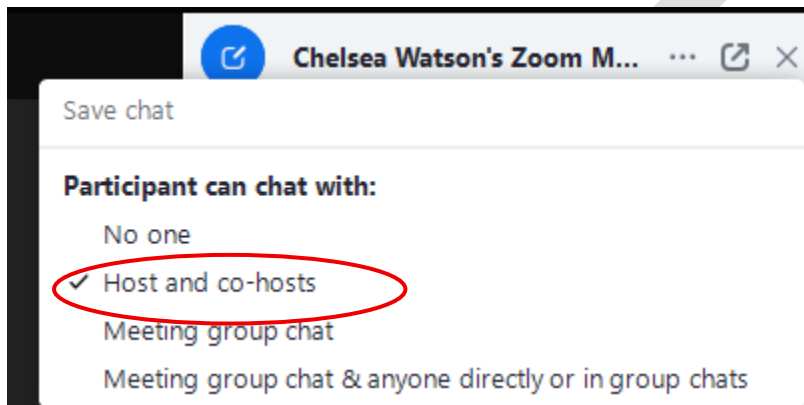 Chelsea Watson's Zoom M...
Save chat
Participant can chat with:
No one
Host and co-hosts
Meeting group chat
Meeting group chat & anyone directly or in group chats